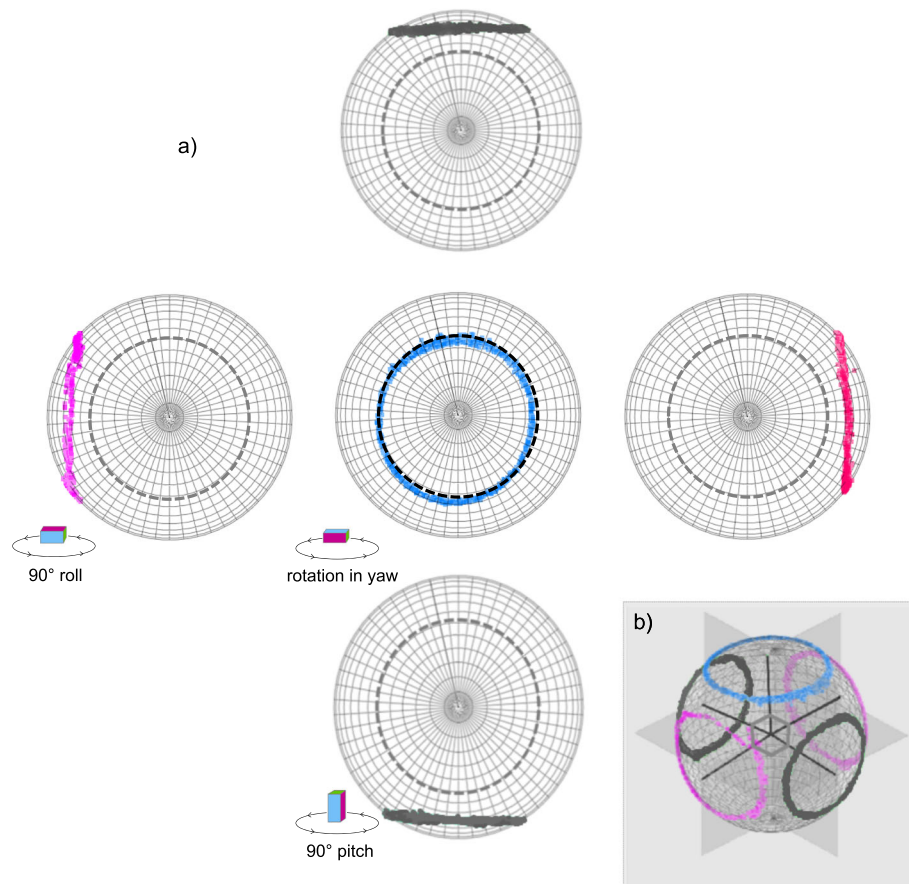 a)
90° roll
rotation in yaw
b)
90° pitch